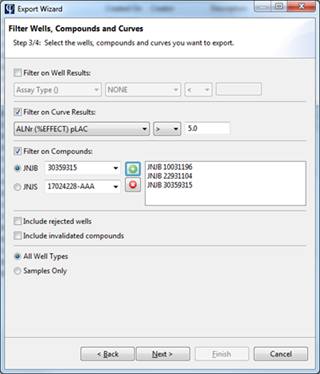 Export Wizard
Filter Wells, Compounds and Curves
Step 3/4: Select the wells, compounds and curves you want to export.
Filter on Well Results:
Assay Type () NONE <
Filter on Curve Results:
ALNr (%EFFECT) pLAC > 5.0
Filter on Compounds:
JNJB 30359315
JNJS 17024228-AAA
JNJB 10031196
JNJB 22931104
JNJB 30359315
Include rejected wells
Include invalidated compounds
All Well Types
Samples Only
< Back Next > Finish Cancel